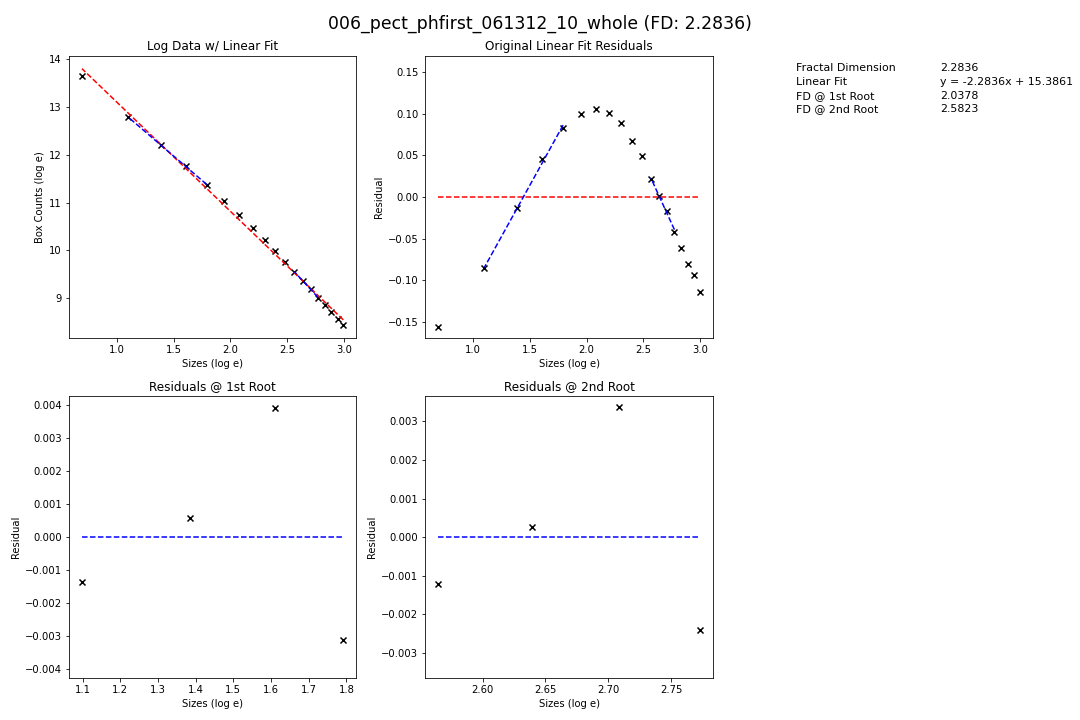 006_pect_phfirst_061312_10_whole (FD: 2.2836)
Log Data w/ Linear Fit
Box Counts (log e)
14
13
12
11
10
9
1.0 1.5 2.0 2.5 3.0
Sizes (log e)
Original Linear Fit Residuals
Residual
0.15
0.10
0.05
0.00
−0.05
−0.10
−0.15
1.0 1.5 2.0 2.5 3.0
Sizes (log e)
Fractal Dimension 2.2836
Linear Fit y = -2.2836x + 15.3861
FD @ 1st Root 2.0378
FD @ 2nd Root 2.5823
Residuals @ 1st Root
Residual
0.004
0.003
0.002
0.001
0.000
−0.001
−0.002
−0.003
−0.004
1.1 1.2 1.3 1.4 1.5 1.6 1.7 1.8
Sizes (log e)
Residuals @ 2nd Root
Residual
0.003
0.002
0.001
0.000
−0.001
−0.002
−0.003
2.60 2.65 2.70 2.75
Sizes (log e)